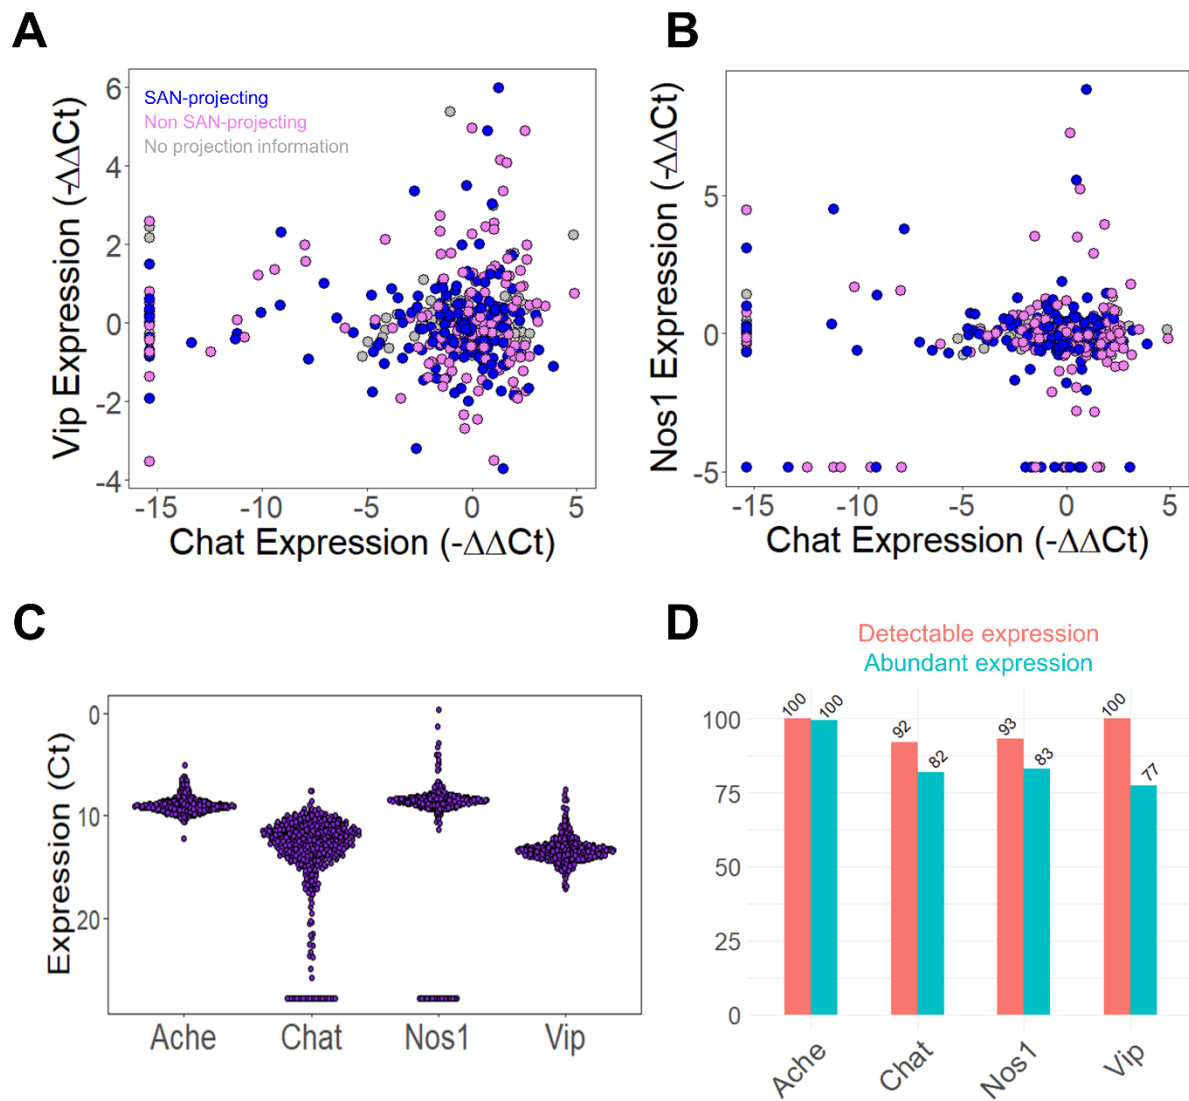 A
Vip Expression (-ΔΔCt)
6
4
2
0
-2
-4
SAN-projecting
Non SAN-projecting
No projection information
-15 -10 -5 0 5
Chat Expression (-ΔΔCt)
B
Nos1 Expression (-ΔΔCt)
5
0
-5
-15 -10 -5 0 5
Chat Expression (-ΔΔCt)
C
Expression (Ct)
0
10
20
Ache Chat Nos1 Vip
D
Detectable expression
Abundant expression
100
75
50
25
0
100 100 92 82 93 83 100 77
Ache Chat Nos1 Vip